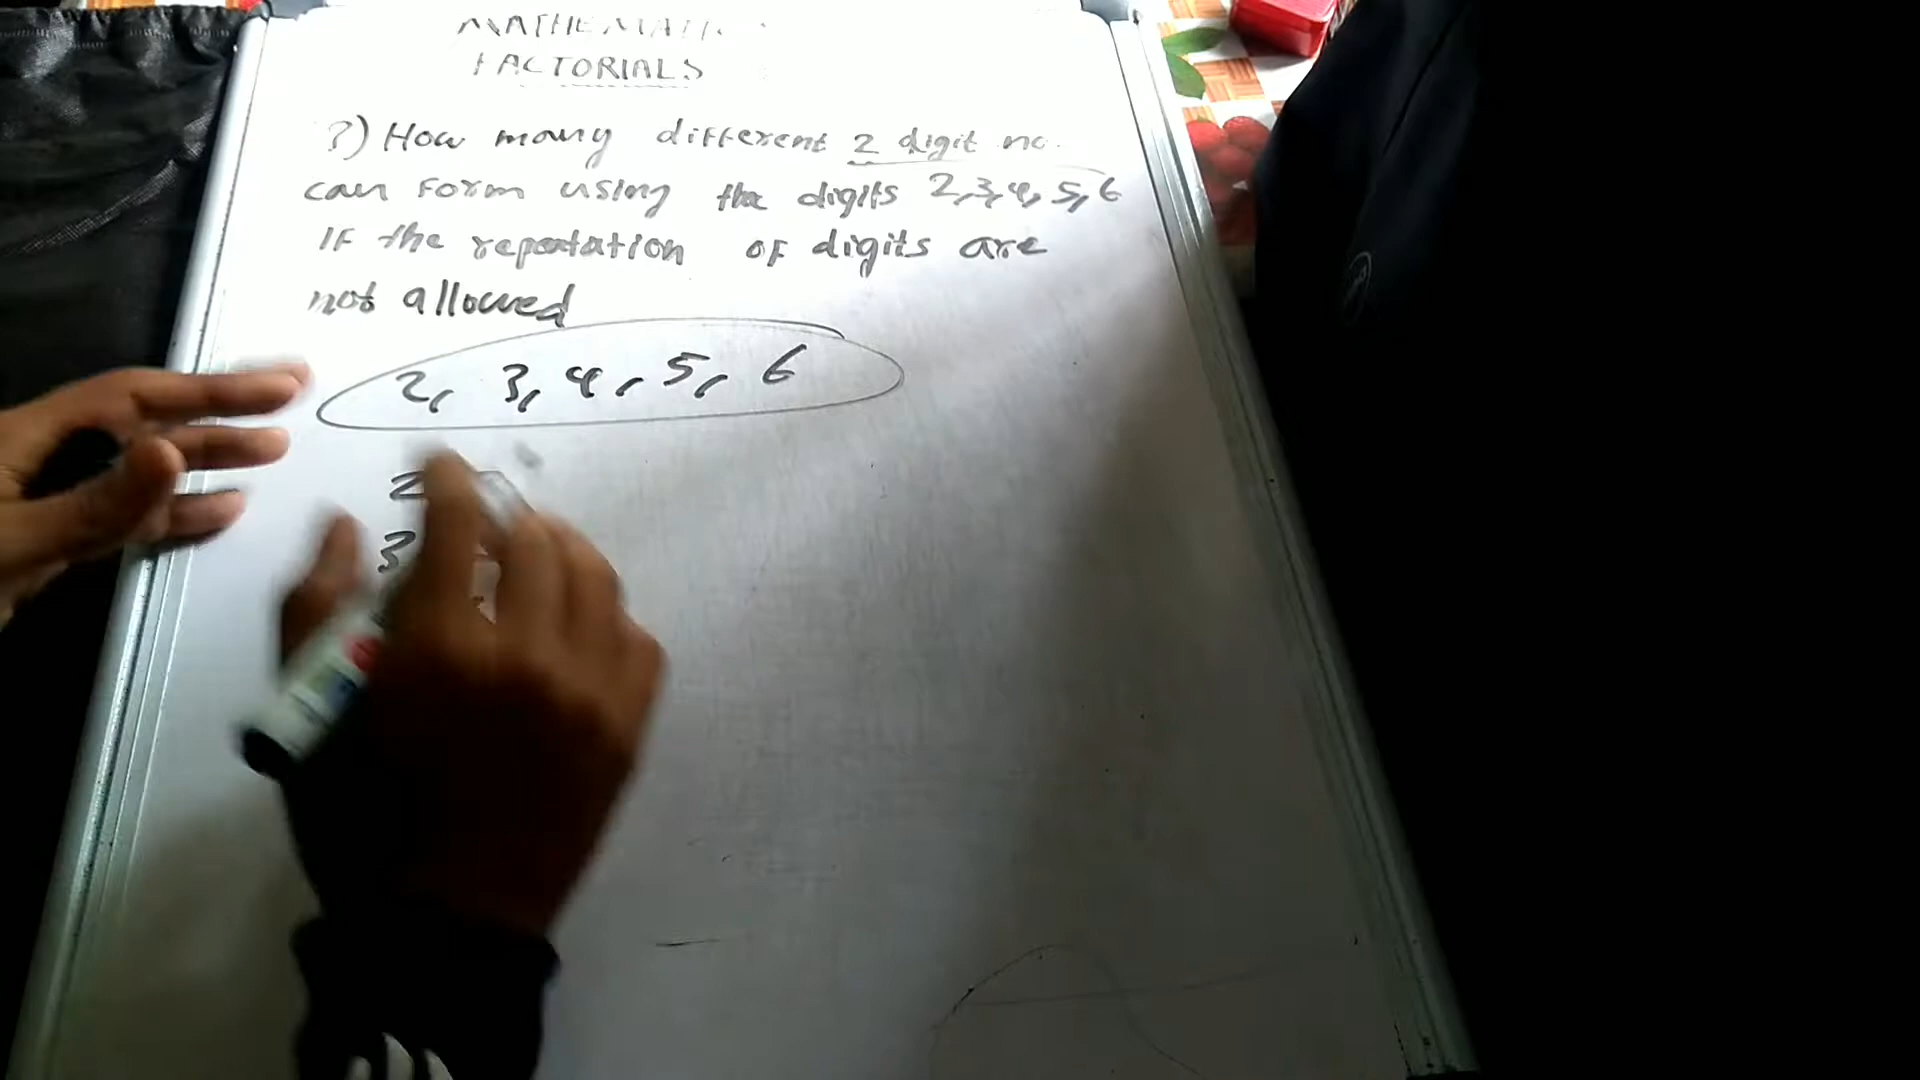 MATHEMATI
FACTORIALS
?) How many different 2 digit no.
can form using the digits 2,3,4,5,6
IF the repetation of digits are
not allowed
2, 3, 4, 5, 6
2
3